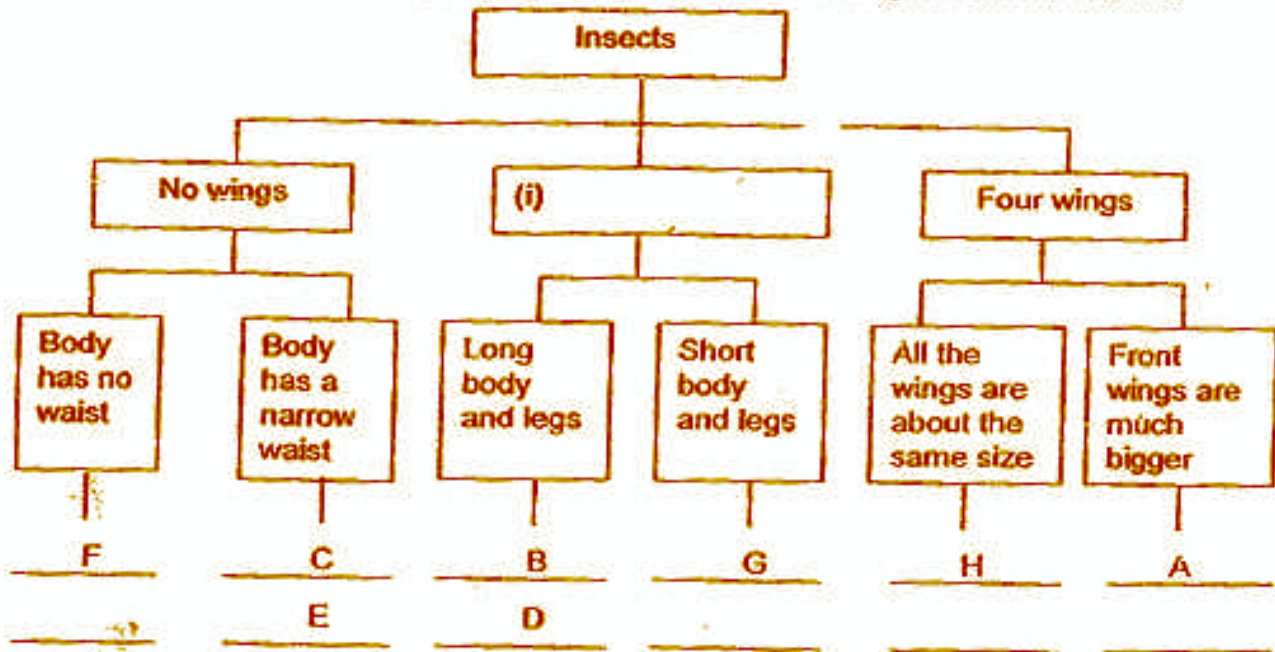 Insects
No wings
(i)
Four wings
Body
has no
waist
Body
has a
narrow
waist
Long
body
and legs
Short
body
and legs
All the
wings are
about the
same size
Front
wings are
much
bigger
F
C
B
G
H
A
E
D